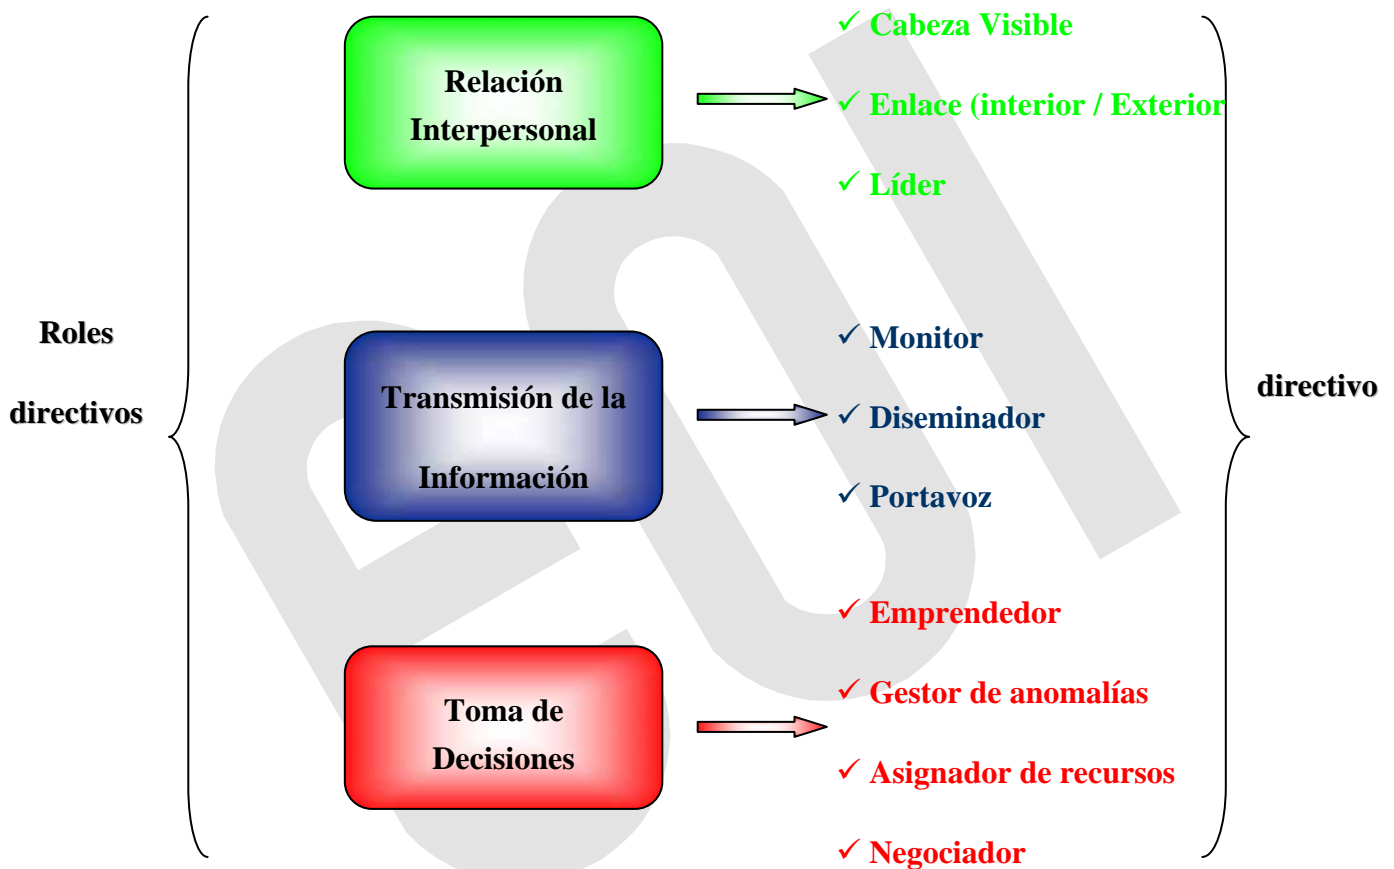 Roles
directivos
Relación
Interpersonal
✓ Cabeza Visible
✓ Enlace (interior / Exterior
✓ Líder
Transmisión de la
Información
✓ Monitor
✓ Diseminador
✓ Portavoz
Toma de
Decisiones
✓ Emprendedor
✓ Gestor de anomalías
✓ Asignador de recursos
✓ Negociador
directivo
EOI